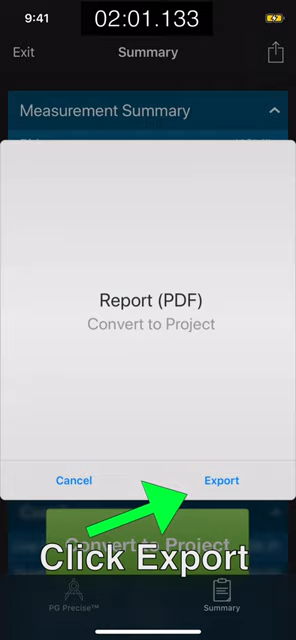 9:41
02:01.133
Exit
Summary
Measurement Summary
Report (PDF)
Convert to Project
Cancel
Export
Convert to Project
Click Export
PG Precise™
Summary